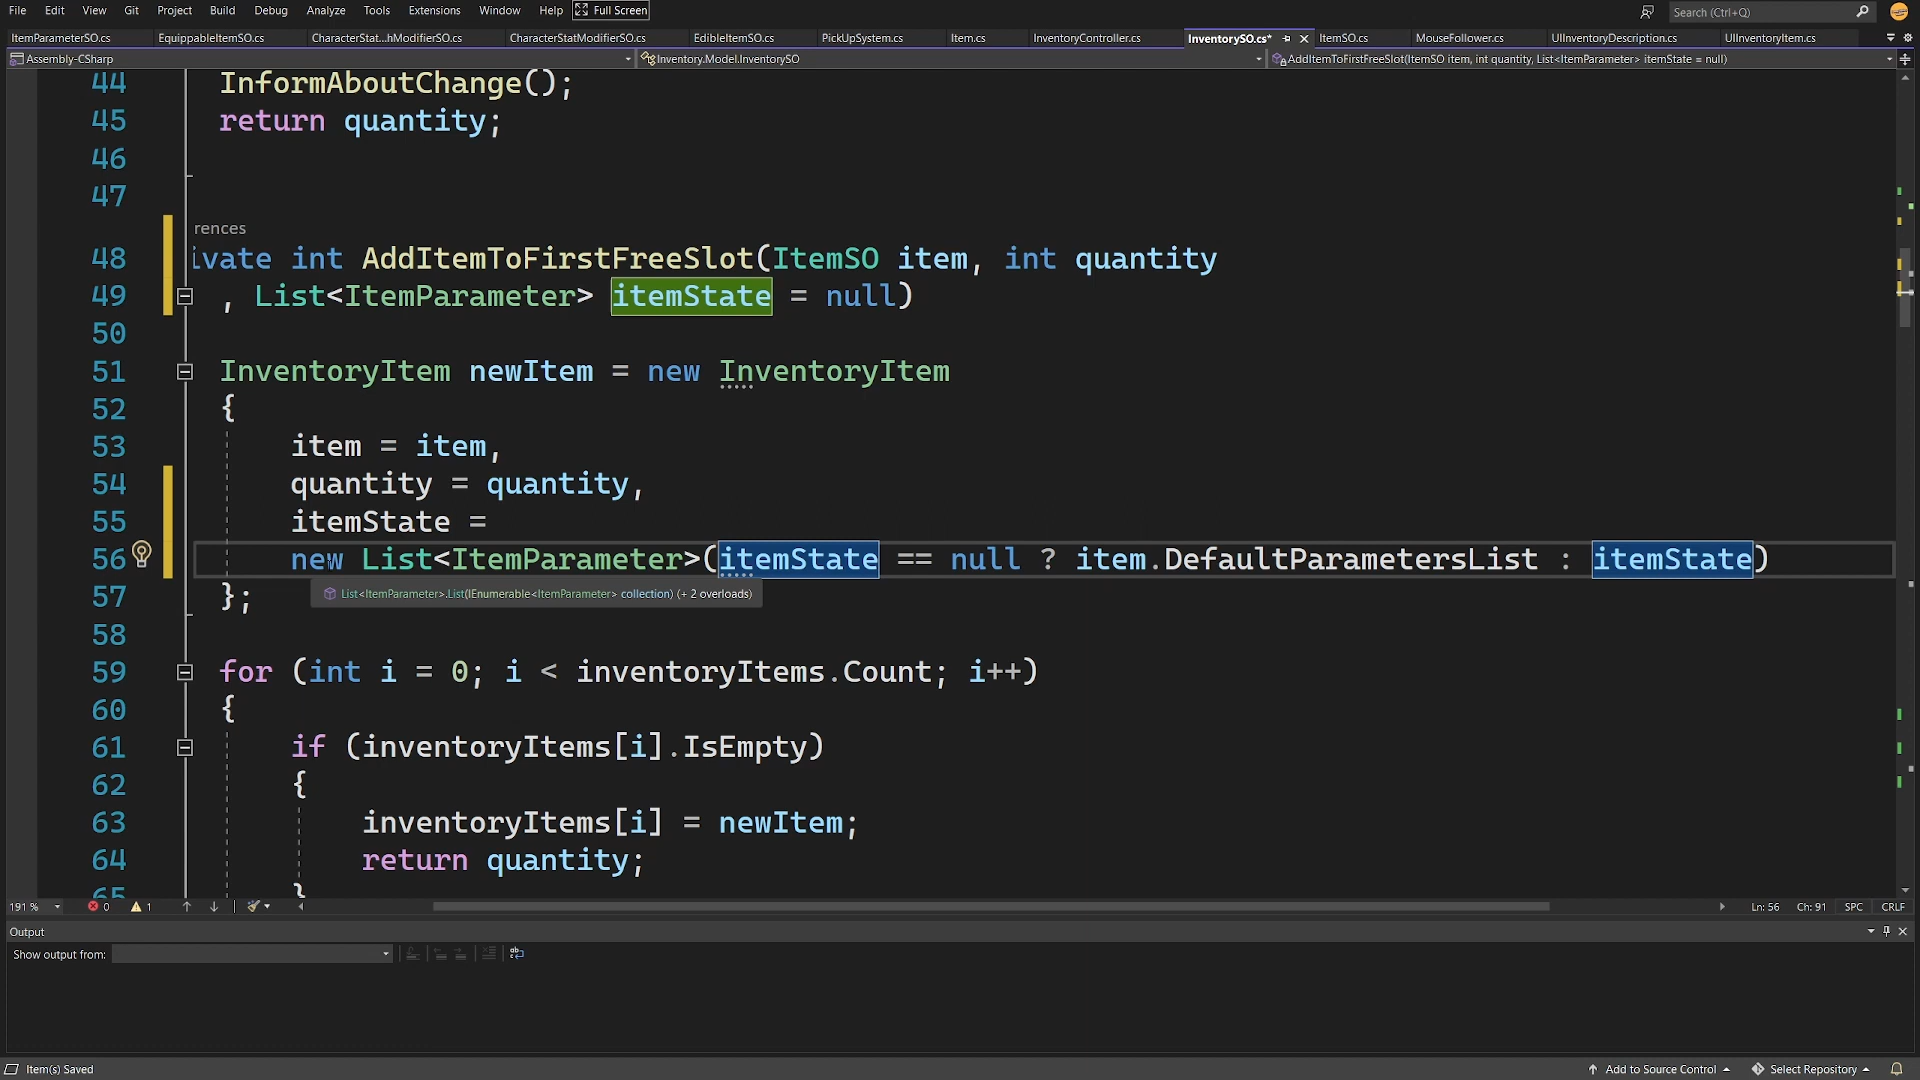 File Edit View Git Project Build Debug Analyze Tools Extensions Window Help Full Screen Search (Ctrl+Q)
ItemParameterSO.cs EquippableItemSO.cs CharacterStat...hModifierSO.cs CharacterStatModifierSO.cs EdibleItemSO.cs PickUpSystem.cs Item.cs InventoryController.cs InventorySO.cs* ItemSO.cs MouseFollower.cs UIInventoryDescription.cs UIInventoryItem.cs
Assembly-CSharp Inventory.Model.InventorySO AddItemToFirstFreeSlot(ItemSO item, int quantity, List<ItemParameter> itemState = null)
44 InformAboutChange();
45 return quantity;
46
47
rences
48 ivate int AddItemToFirstFreeSlot(ItemSO item, int quantity
49 , List<ItemParameter> itemState = null)
50
51 InventoryItem newItem = new InventoryItem
52 {
53 item = item,
54 quantity = quantity,
55 itemState =
56 new List<ItemParameter>(itemState == null ? item.DefaultParametersList : itemState)
57 };
List<ItemParameter>.List(IEnumerable<ItemParameter> collection) (+ 2 overloads)
58
59 for (int i = 0; i < inventoryItems.Count; i++)
60 {
61 if (inventoryItems[i].IsEmpty)
62 {
63 inventoryItems[i] = newItem;
64 return quantity;
65 }
191 % 0 1 Ln: 56 Ch: 91 SPC CRLF
Output
Show output from:
Item(s) Saved Add to Source Control Select Repository